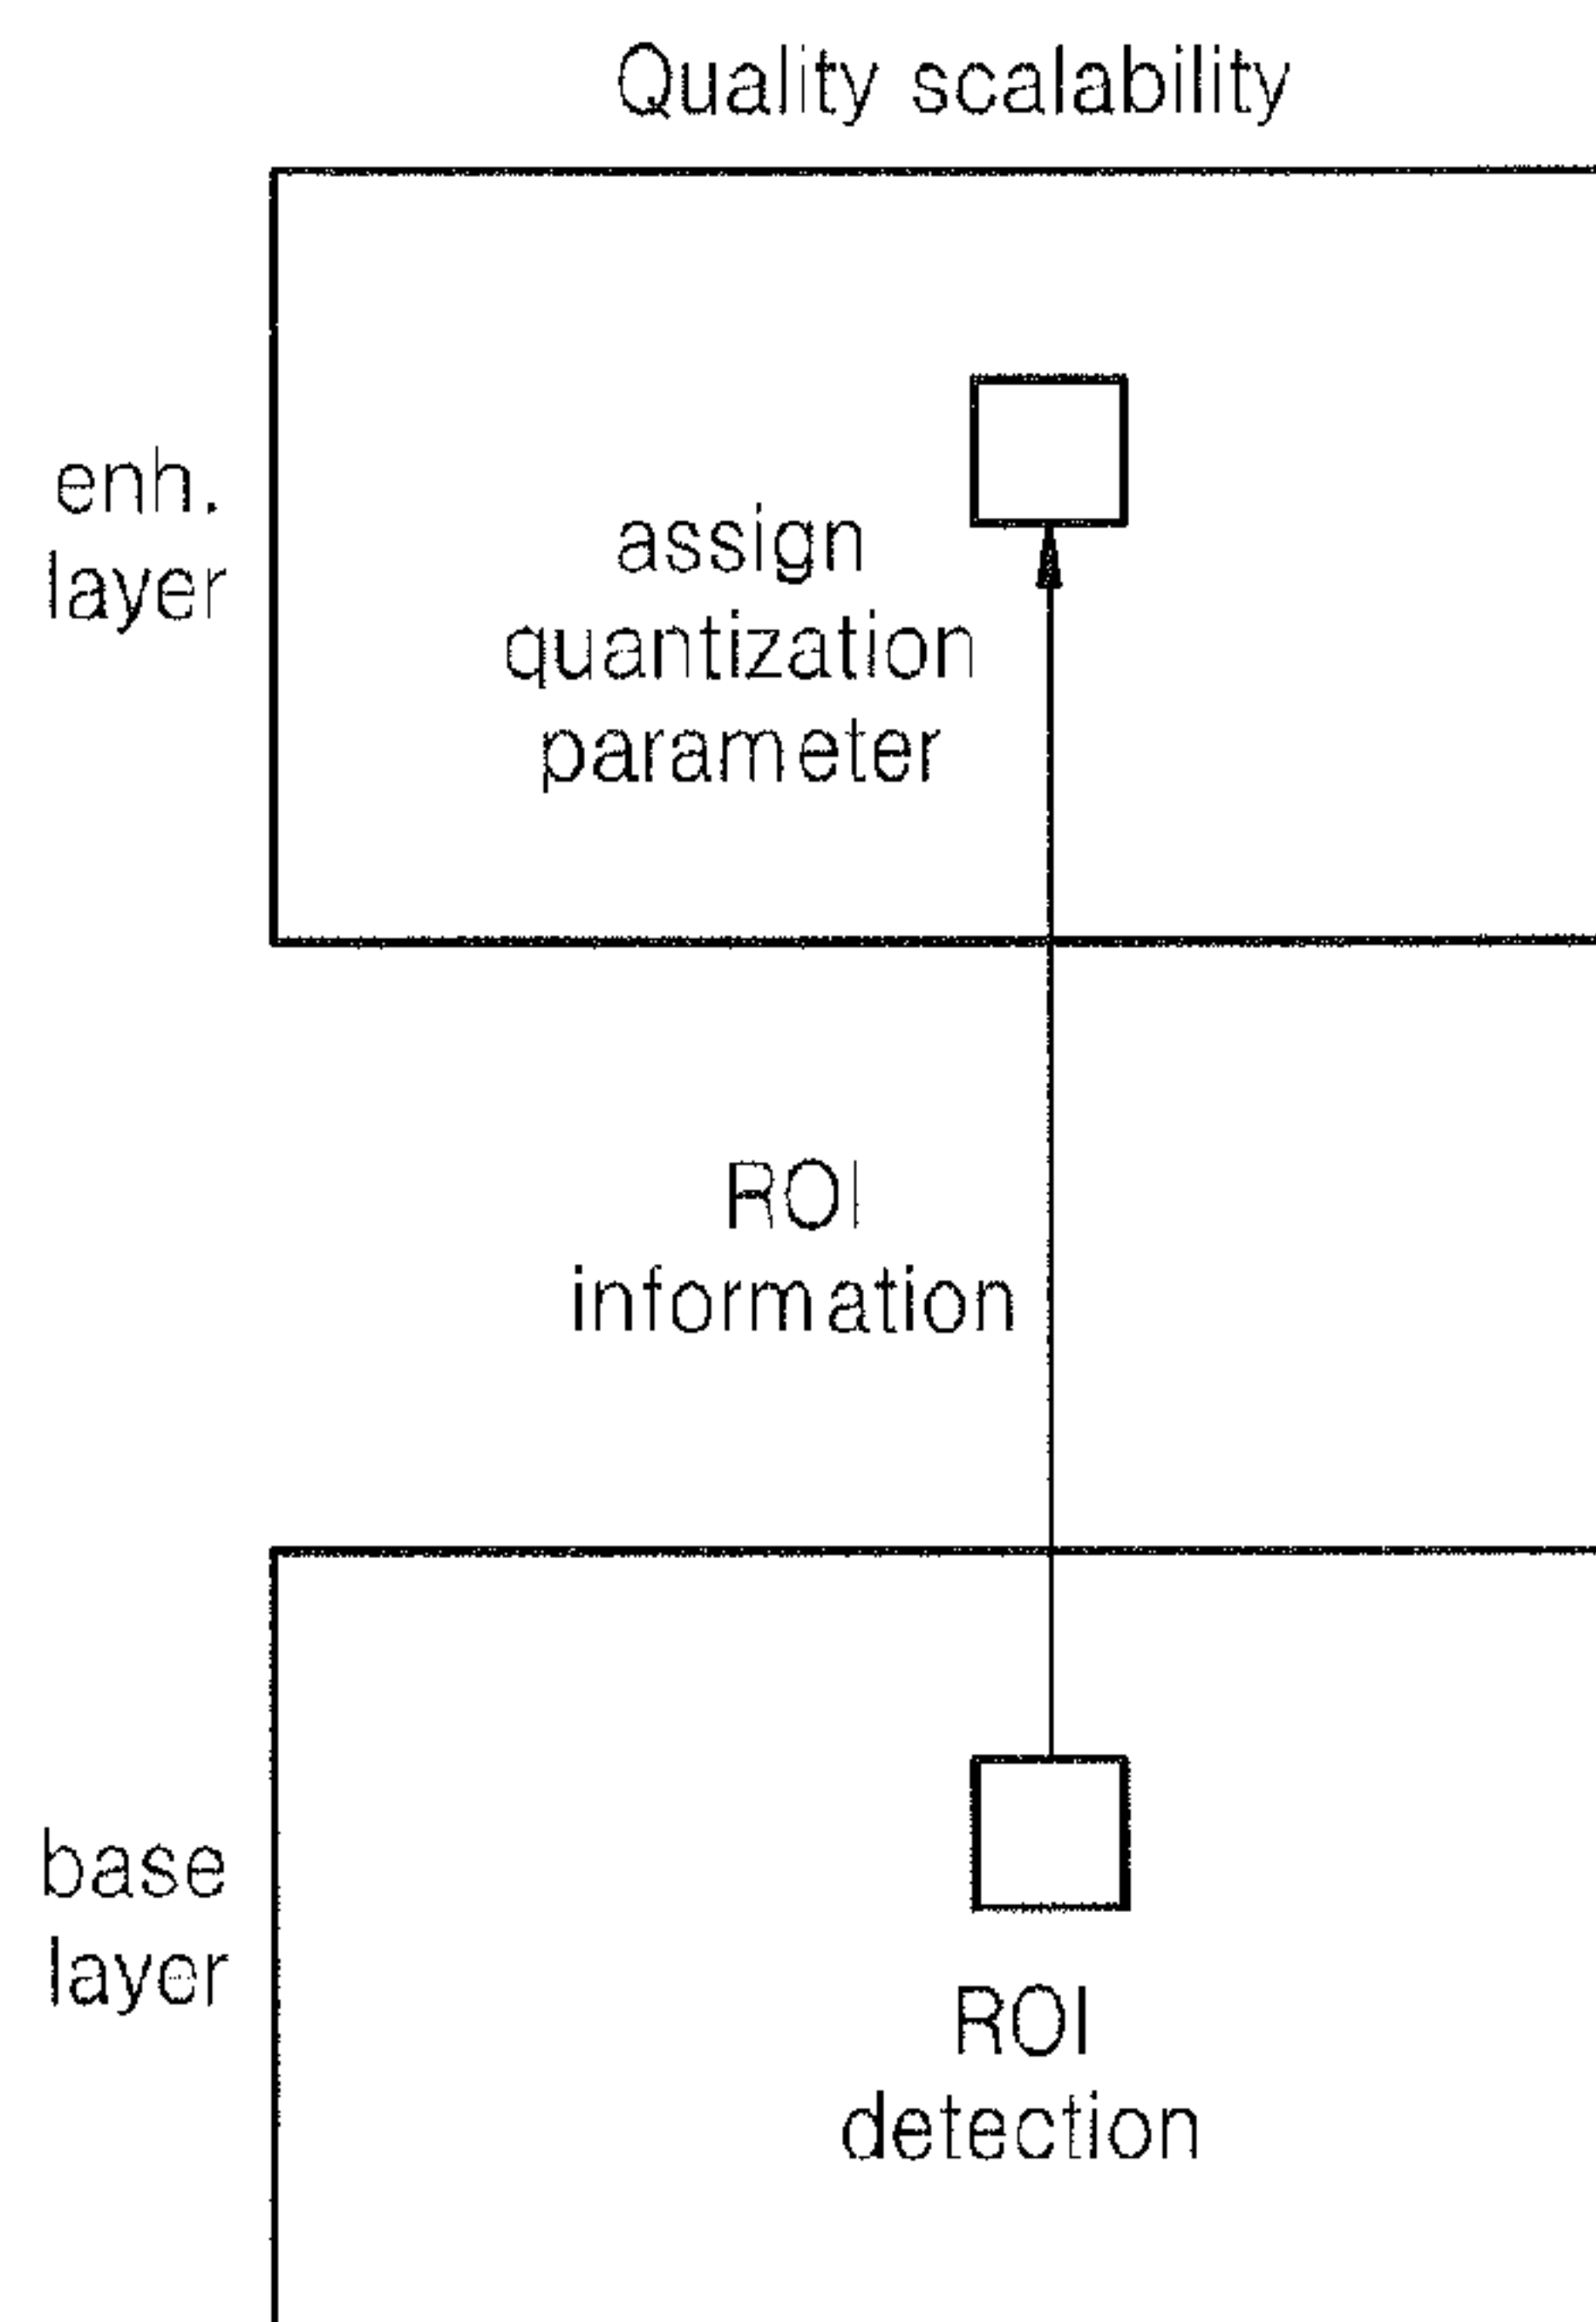 Quality scalability
enh.
layer
assign
quantization
parameter
ROI
information
base
layer
ROI
detection